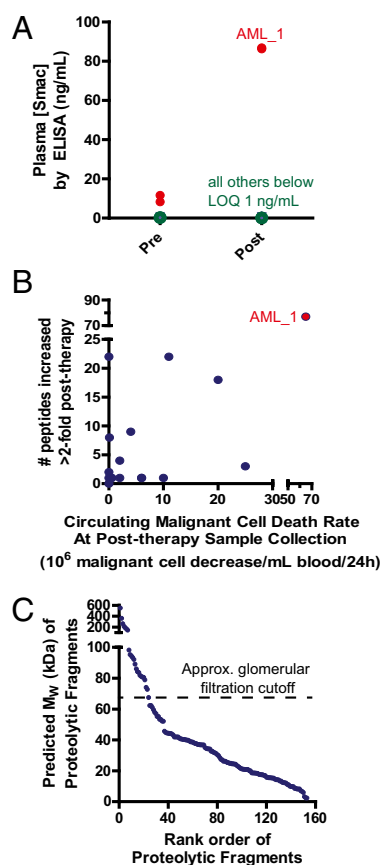 A
Plasma [Smac]
by ELISA (ng/mL)
100
80
60
40
20
0
AML_1
all others below
LOQ 1 ng/mL
Pre
Post
B
# peptides increased
>2-fold post-therapy
90
70
25
20
15
10
5
0
AML_1
0
10
20
30
50
70
Circulating Malignant Cell Death Rate
At Post-therapy Sample Collection
(10⁶ malignant cell decrease/mL blood/24h)
C
Predicted Mw (kDa) of
Proteolytic Fragments
600
400
200
100
80
60
40
20
0
Approx. glomerular
filtration cutoff
0
40
80
120
160
Rank order of
Proteolytic Fragments